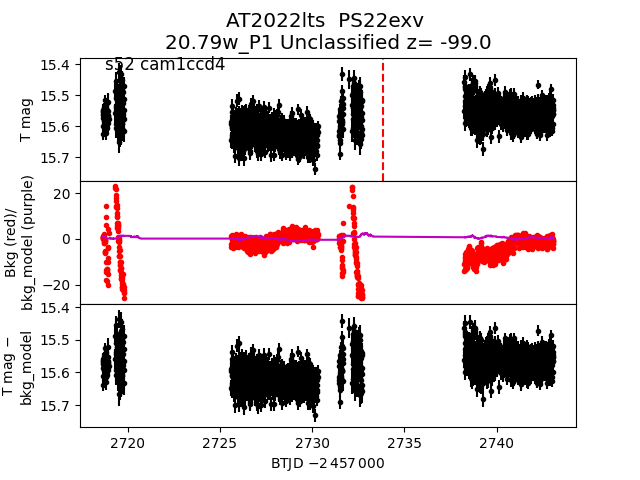 AT2022lts  PS22exv
20.79w_P1 Unclassified z= -99.0
s52 cam1ccd4
15.4
15.5
15.6
15.7
T mag
20
0
−20
Bkg (red)/
bkg_model (purple)
15.4
15.5
15.6
15.7
T mag −
bkg_model
2720
2725
2730
2735
2740
BTJD −2 457 000